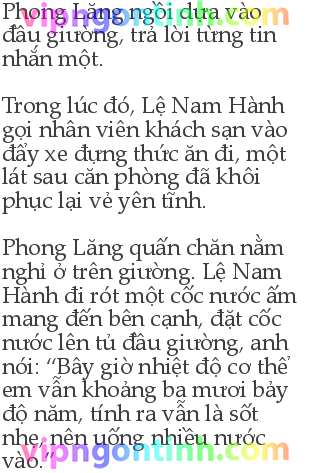 Phong Lăng ngồi dựa vào
vipngontinh.com
đầu giường, trả lời từng tin
nhắn một.
Trong lúc đó, Lệ Nam Hành
gọi nhân viên khách sạn vào
đẩy xe đựng thức ăn đi, một
lát sau căn phòng đã khôi
phục lại vẻ yên tĩnh.
Phong Lăng quấn chăn nằm
nghỉ ở trên giường. Lệ Nam
Hành đi rót một cốc nước ấm
mang đến bên cạnh, đặt cốc
nước lên tủ đầu giường, anh
nói: “Bây giờ nhiệt độ cơ thể
em vẫn khoảng ba mươi bảy
độ năm, tính ra vẫn là sốt
nhẹ, nên uống nhiều nước
vipngontinh.com
vào.”